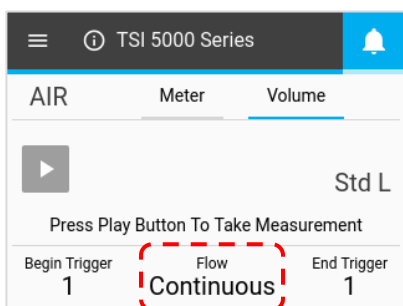 TSI 5000 Series
AIR Meter Volume
Std L
Press Play Button To Take Measurement
Begin Trigger Flow End Trigger
1 Continuous 1